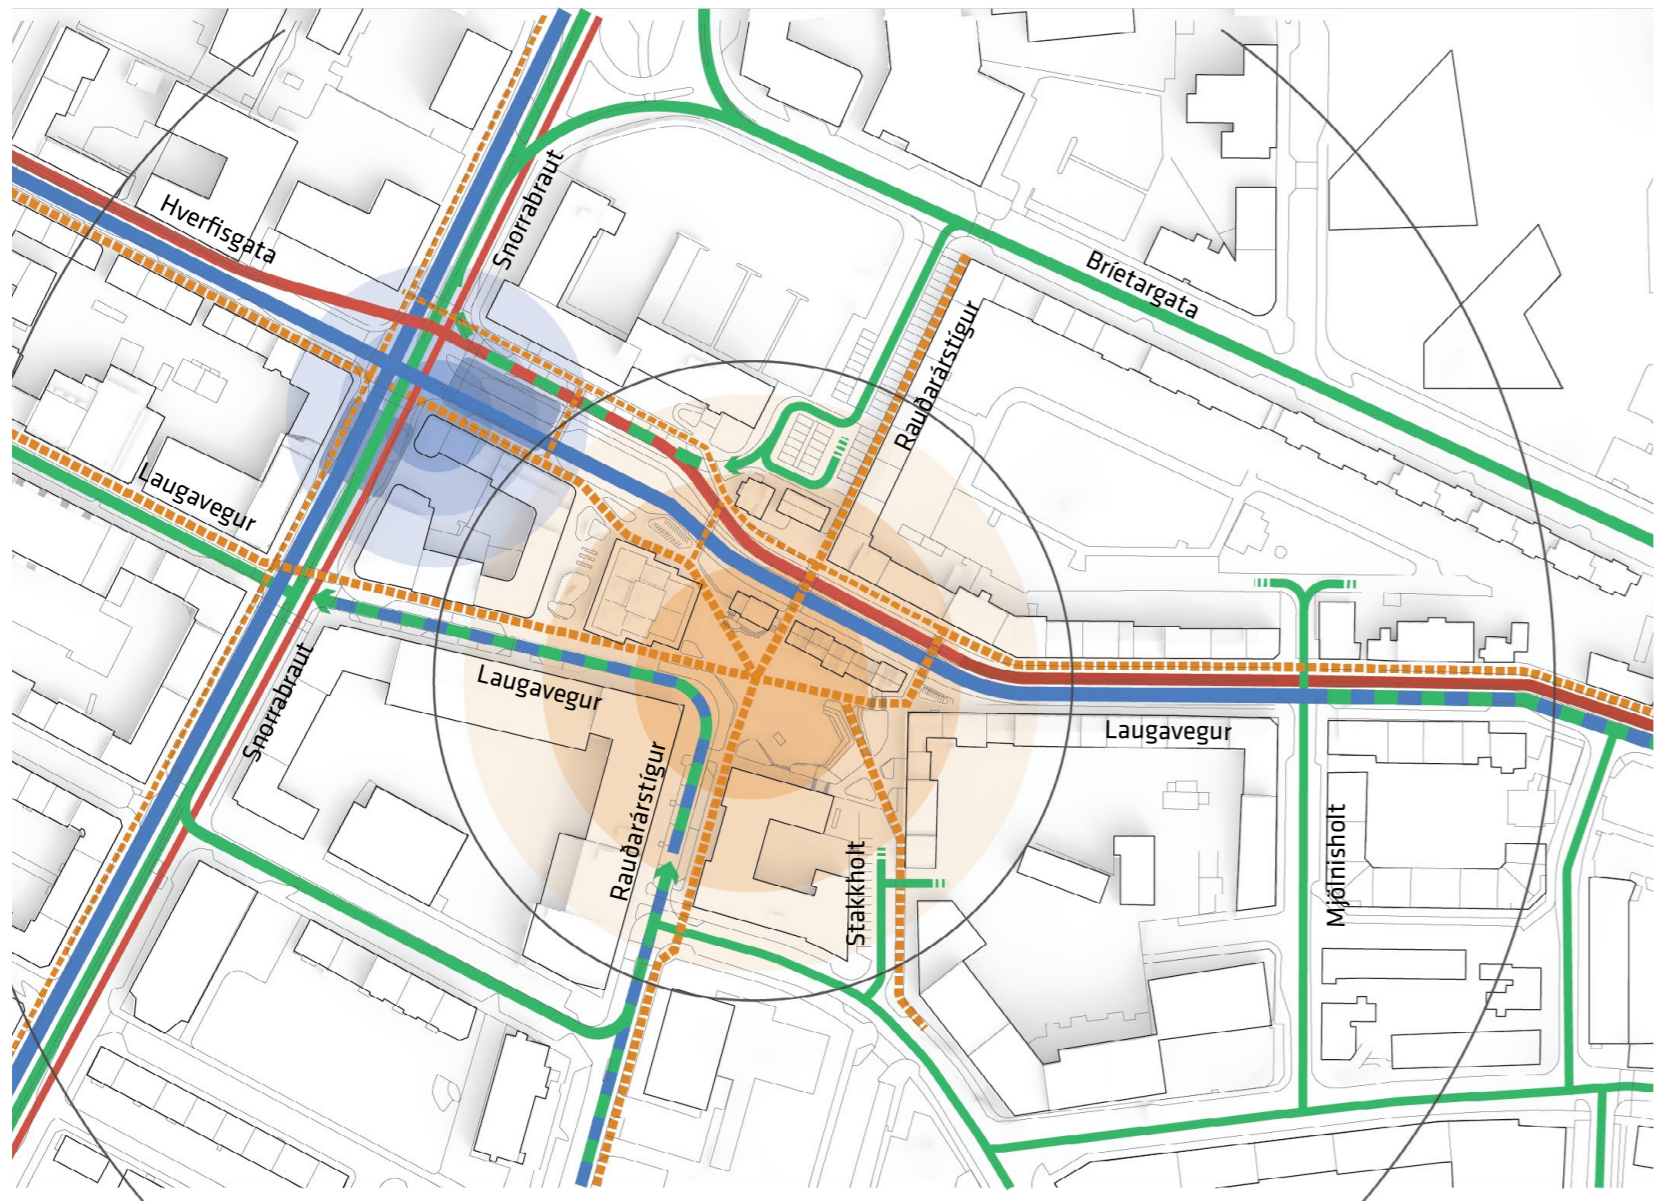 Hverfisgata
Snorrabraut
Bríetargata
Rauðarárstígur
Laugavegur
Laugavegur
Snorrabraut
Laugavegur
Rauðarárstígur
Stakkholt
Mjölnisholt